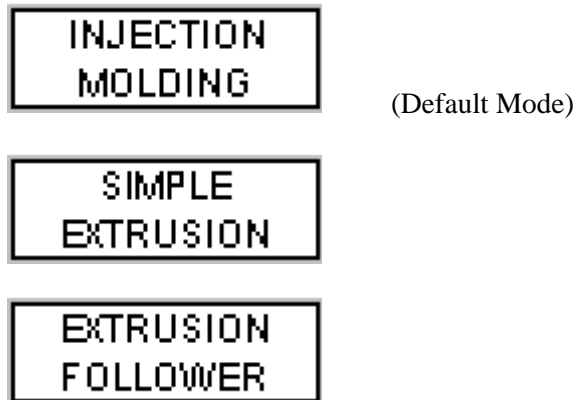 INJECTION
MOLDING
(Default Mode)
SIMPLE
EXTRUSION
EXTRUSION
FOLLOWER